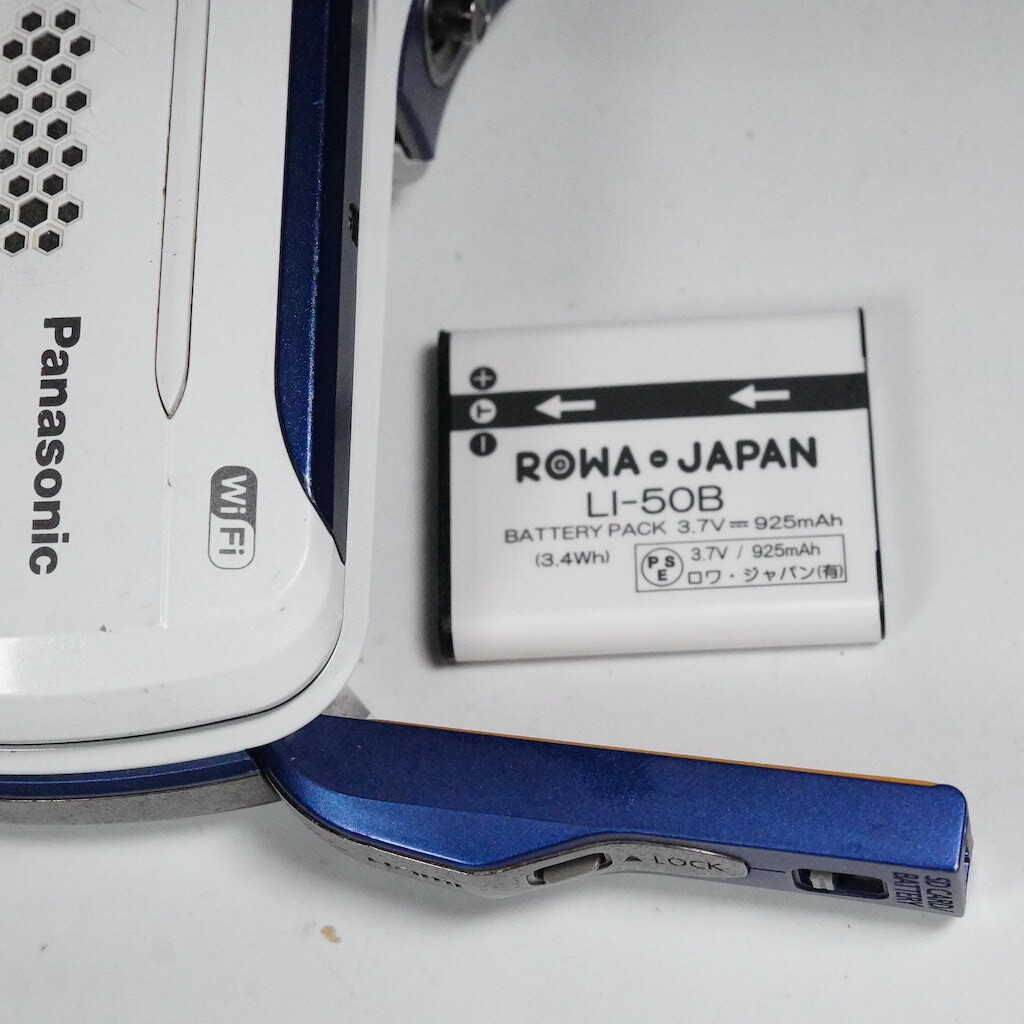 Panasonic
WiFi
ROWA JAPAN
LI-50B
BATTERY PACK 3.7V⎓925mAh
(3.4Wh)
PSE
3.7V / 925mAh
ロワ・ジャパン(有)
+
T
-
▲ LOCK
SD CARD/
BATTERY